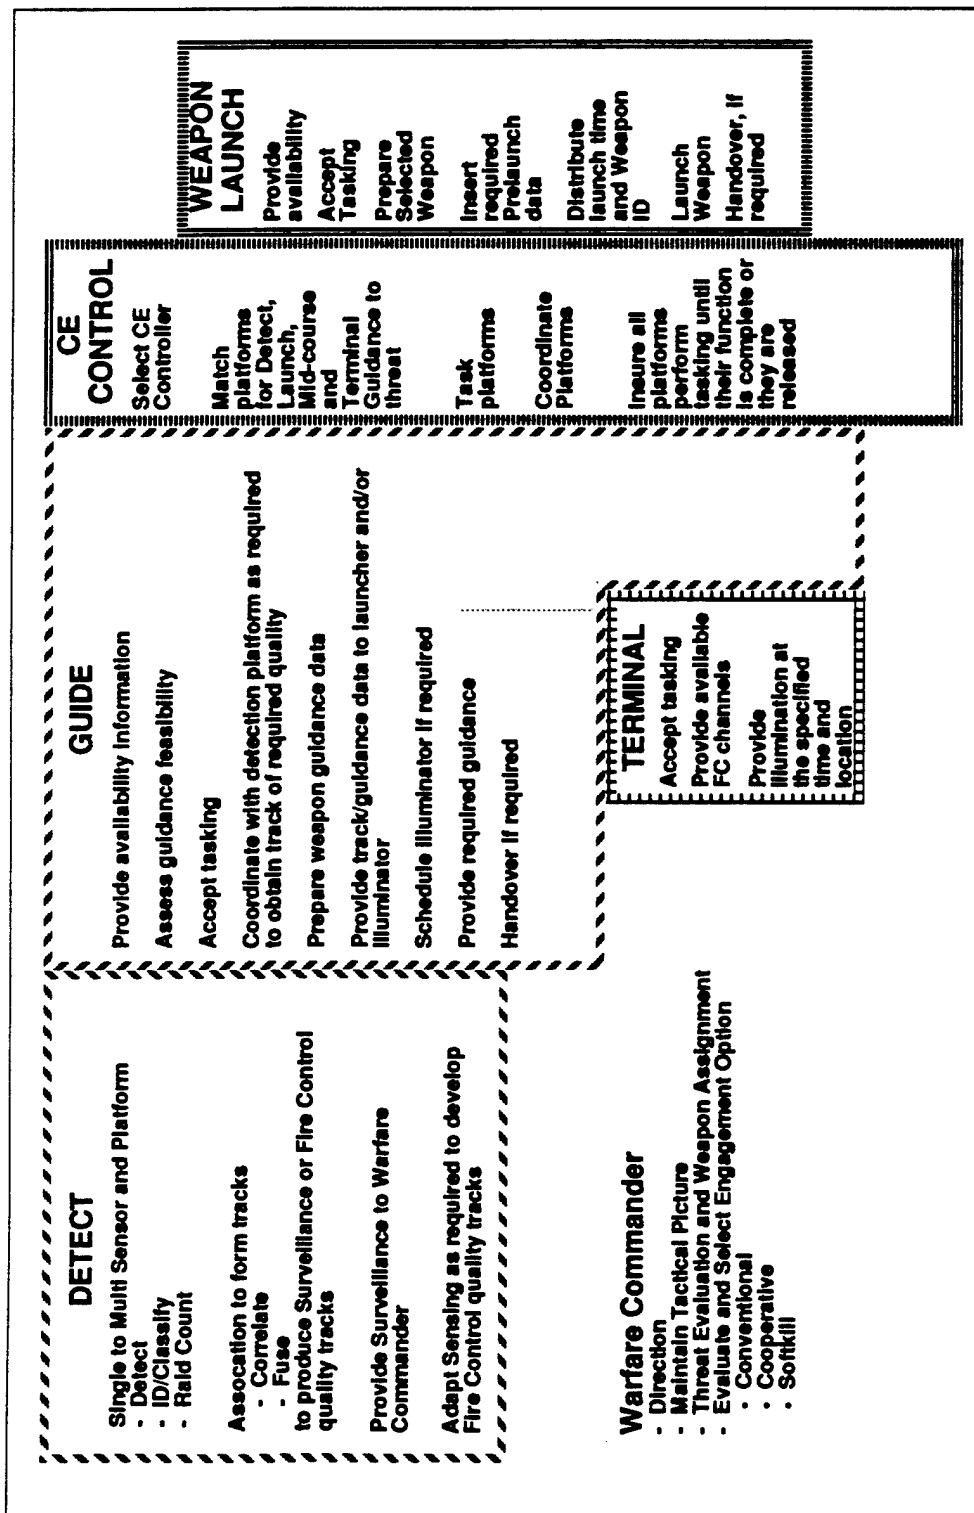 DETECT
Single to Multi Sensor and Platform
- Detect
- ID/Classify
- Raid Count
Assocation to form tracks
- Correlate
- Fuse
to produce Surveillance or Fire Control
quality tracks
Provide Surveillance to Warfare
Commander
Adapt Sensing as required to develop
Fire Control quality tracks
Warfare Commander
- Direction
- Maintain Tactical Picture
- Threat Evaluation and Weapon Assignment
- Evaluate and Select Engagement Option
• Conventional
• Cooperative
• Softkill
GUIDE
Provide availability information
Assess guidance feasibility
Accept tasking
Coordinate with detection platform as required
to obtain track of required quality
Prepare weapon guidance data
Provide track/guidance data to launcher and/or
illuminator
Schedule illuminator if required
Provide required guidance
Handover if required
TERMINAL
Accept tasking
Provide available
FC channels
Provide
illumination at
the specified
time and
location
CE
CONTROL
Select CE
Controller
Match
platforms
for Detect,
Launch,
Mid-course
and
Terminal
Guidance to
threat
Task
platforms
Coordinate
Platforms
Insure all
platforms
perform
tasking until
their function
is complete or
they are
released
WEAPON
LAUNCH
Provide
availability
Accept
Tasking
Prepare
Selected
Weapon
Insert
required
Prelaunch
data
Distribute
launch time
and Weapon
ID
Launch
Weapon
Handover, if
required